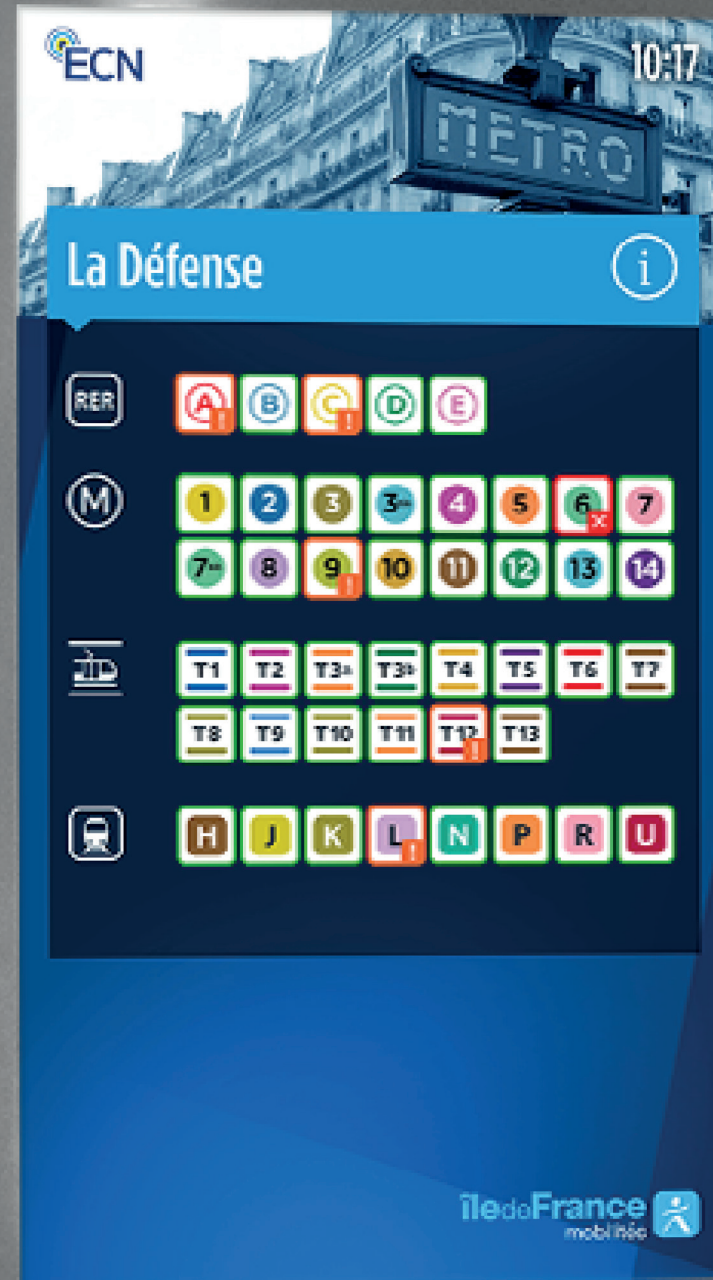 ECN
10:17
METRO
La Défense
i
RER
A ! B C ! D E
M
1 2 3 3bis 4 5 6 x 7
7bis 8 9 ! 10 11 12 13 14
T1 T2 T3a T3b T4 T5 T6 T7
T8 T9 T10 T11 T12 ! T13
H J K L ! N P R U
îledeFrance
mobilités